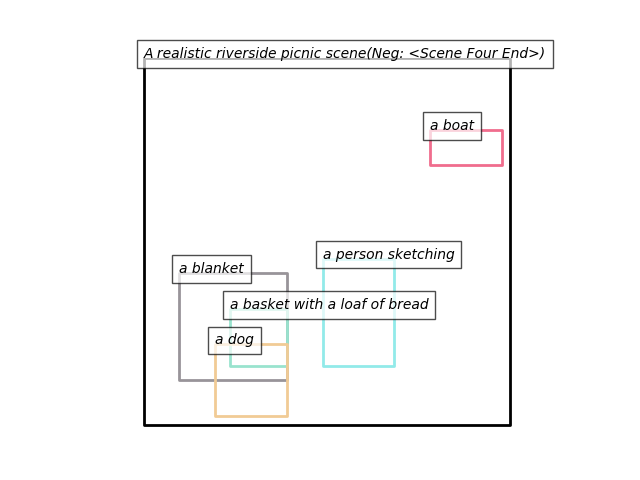 A realistic riverside picnic scene(Neg: <Scene Four End>)
a boat
a person sketching
a blanket
a basket with a loaf of bread
a dog